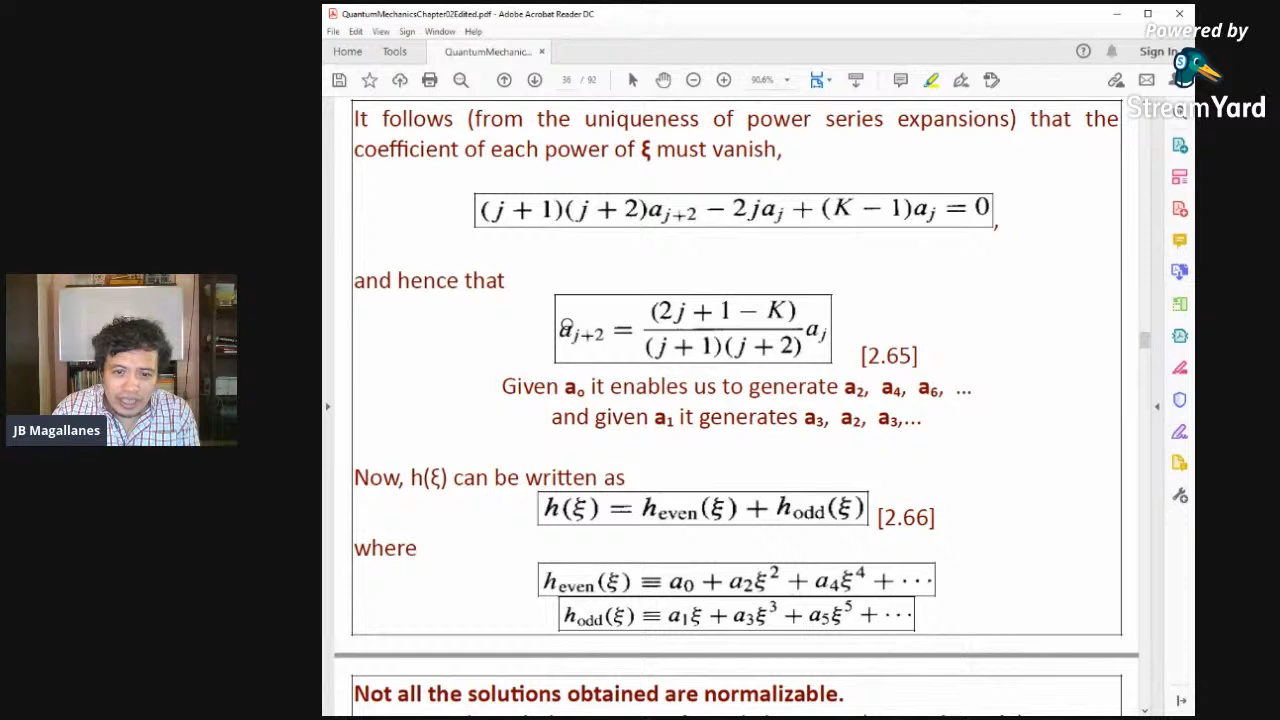 QuantumMechanicsChapter02Edited.pdf - Adobe Acrobat Reader DC
File Edit View Sign Window Help
Home Tools QuantumMechanic... × Sign In
36 / 92 90.6%
Powered by
StreamYard
It follows (from the uniqueness of power series expansions) that the
coefficient of each power of ξ must vanish,
(j + 1)(j + 2)a_{j+2} − 2ja_j + (K − 1)a_j = 0,
and hence that
a_{j+2} = (2j + 1 − K) / (j + 1)(j + 2) a_j [2.65]
Given a₀ it enables us to generate a₂, a₄, a₆, ...
and given a₁ it generates a₃, a₂, a₃,...
Now, h(ξ) can be written as
h(ξ) = h_even(ξ) + h_odd(ξ) [2.66]
where
h_even(ξ) ≡ a₀ + a₂ξ² + a₄ξ⁴ + ···
h_odd(ξ) ≡ a₁ξ + a₃ξ³ + a₅ξ⁵ + ···
Not all the solutions obtained are normalizable.
JB Magallanes